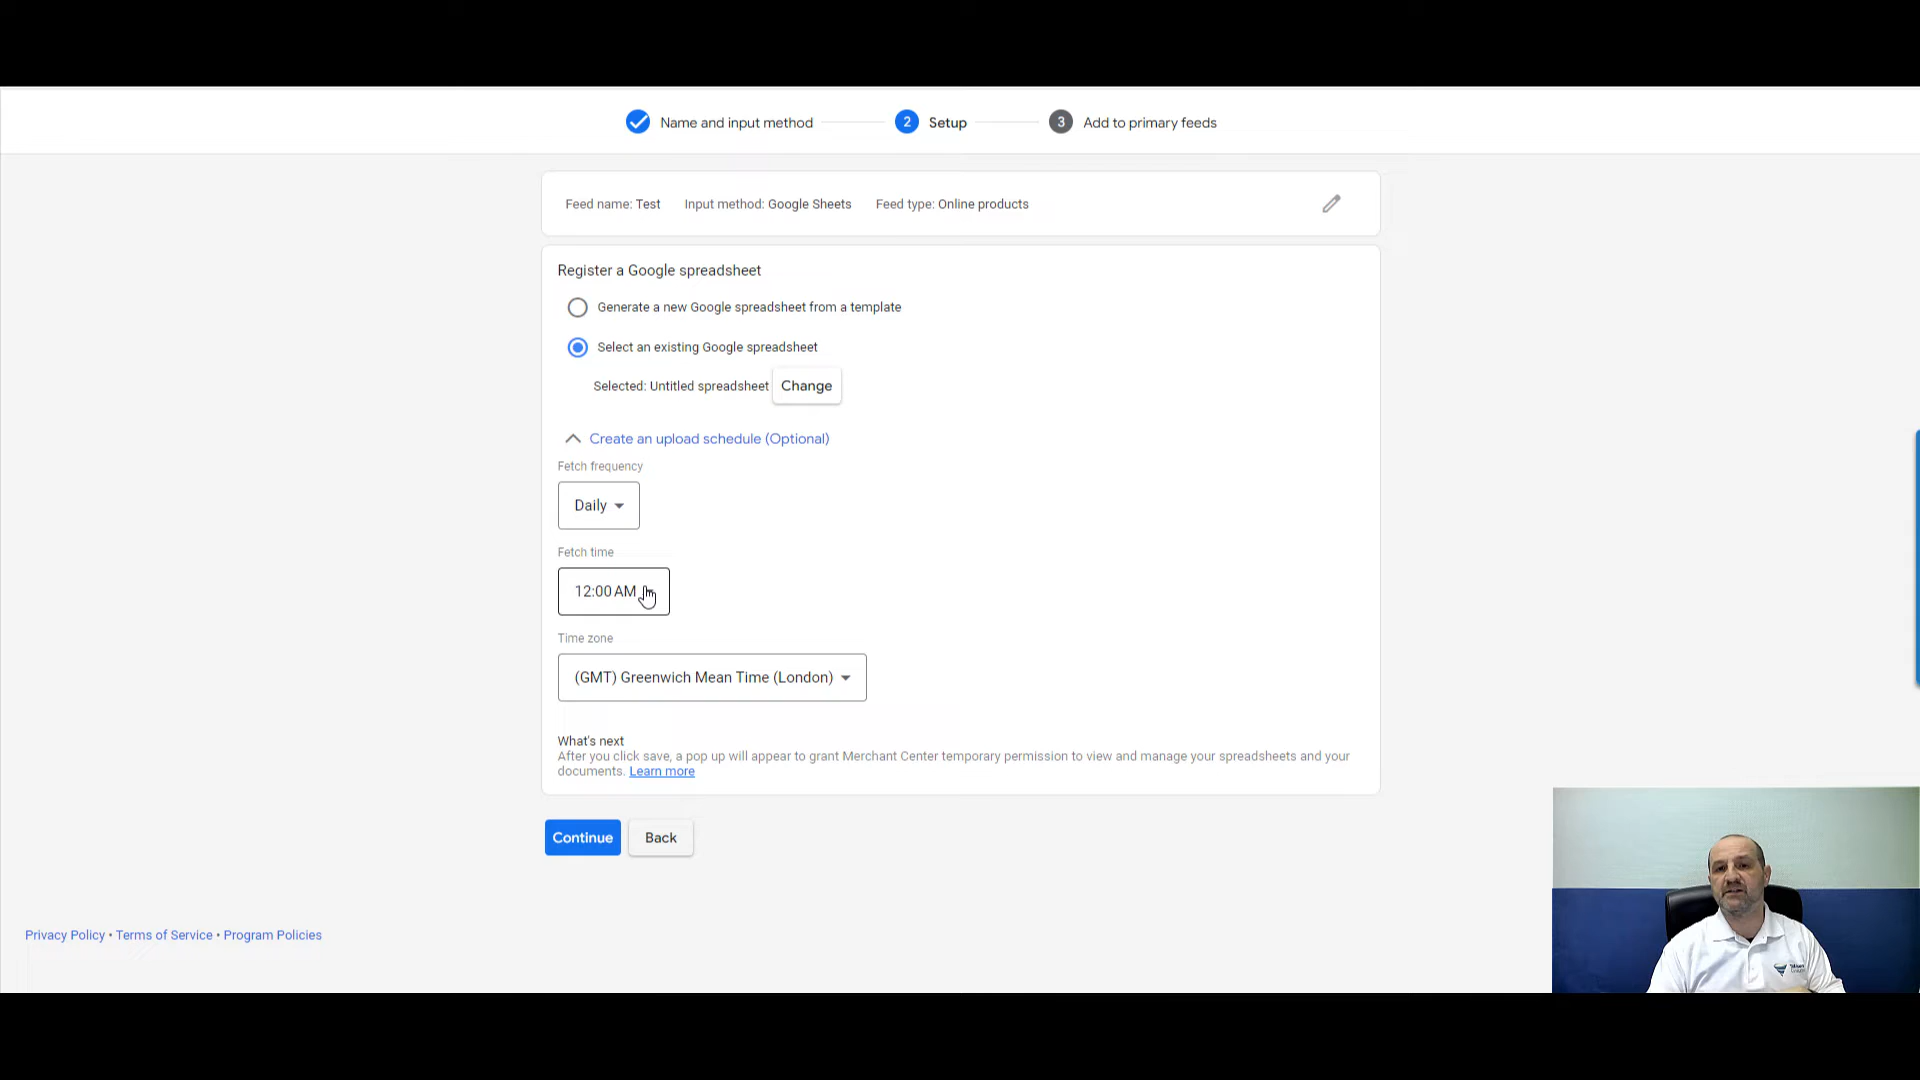 Name and input method
2 Setup
3 Add to primary feeds
Feed name: Test Input method: Google Sheets Feed type: Online products
Register a Google spreadsheet
Generate a new Google spreadsheet from a template
Select an existing Google spreadsheet
Selected: Untitled spreadsheet Change
Create an upload schedule (Optional)
Fetch frequency
Daily
Fetch time
12:00 AM
Time zone
(GMT) Greenwich Mean Time (London)
What's next
After you click save, a pop up will appear to grant Merchant Center temporary permission to view and manage your spreadsheets and your
documents. Learn more
Continue Back
Privacy Policy • Terms of Service • Program Policies